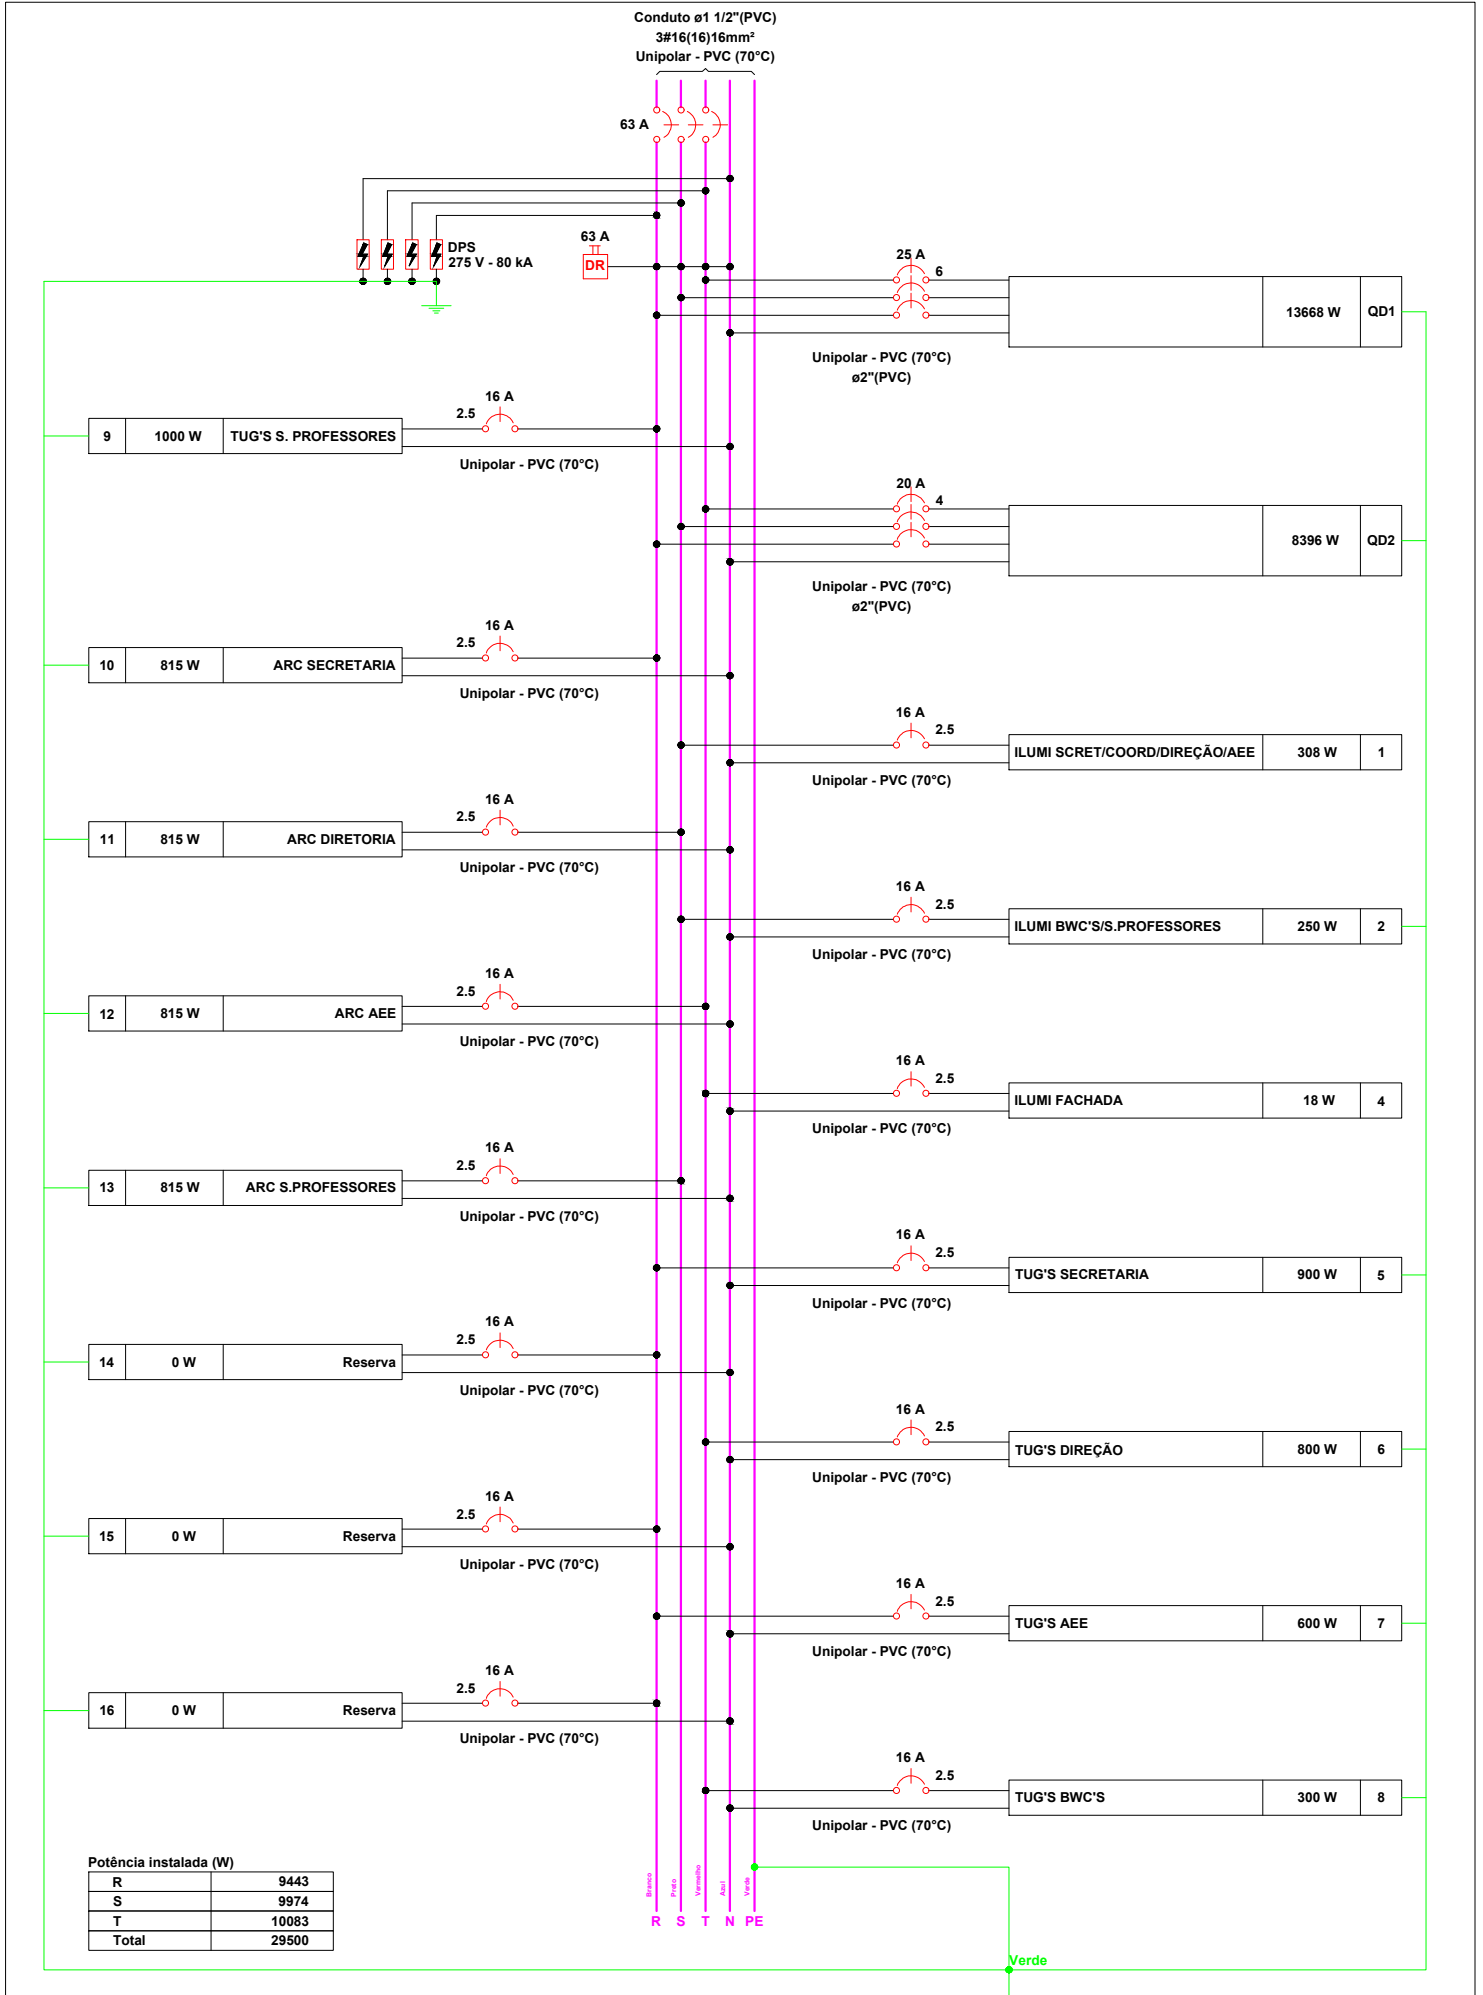 Conduto ø1 1/2"(PVC)
3#16(16)16mm²
Unipolar - PVC (70°C)
63 A
DPS
275 V - 80 kA
63 A
DR
25 A
6
13668 W
QD1
Unipolar - PVC (70°C)
ø2"(PVC)
16 A
2.5
9
1000 W
TUG'S S. PROFESSORES
Unipolar - PVC (70°C)
20 A
4
8396 W
QD2
Unipolar - PVC (70°C)
ø2"(PVC)
16 A
2.5
10
815 W
ARC SECRETARIA
Unipolar - PVC (70°C)
16 A
2.5
ILUMI SCRET/COORD/DIREÇÃO/AEE
308 W
1
Unipolar - PVC (70°C)
16 A
2.5
11
815 W
ARC DIRETORIA
Unipolar - PVC (70°C)
16 A
2.5
ILUMI BWC'S/S.PROFESSORES
250 W
2
Unipolar - PVC (70°C)
16 A
2.5
12
815 W
ARC AEE
Unipolar - PVC (70°C)
16 A
2.5
ILUMI FACHADA
18 W
4
Unipolar - PVC (70°C)
16 A
2.5
13
815 W
ARC S.PROFESSORES
Unipolar - PVC (70°C)
16 A
2.5
TUG'S SECRETARIA
900 W
5
Unipolar - PVC (70°C)
16 A
2.5
14
0 W
Reserva
Unipolar - PVC (70°C)
16 A
2.5
TUG'S DIREÇÃO
800 W
6
Unipolar - PVC (70°C)
16 A
2.5
15
0 W
Reserva
Unipolar - PVC (70°C)
16 A
2.5
TUG'S AEE
600 W
7
Unipolar - PVC (70°C)
16 A
2.5
16
0 W
Reserva
Unipolar - PVC (70°C)
16 A
2.5
TUG'S BWC'S
300 W
8
Unipolar - PVC (70°C)
Potência instalada (W)
R 9443
S 9974
T 10083
Total 29500
Branco
Preto
Vermelho
Azul
Verde
R S T N PE
Verde